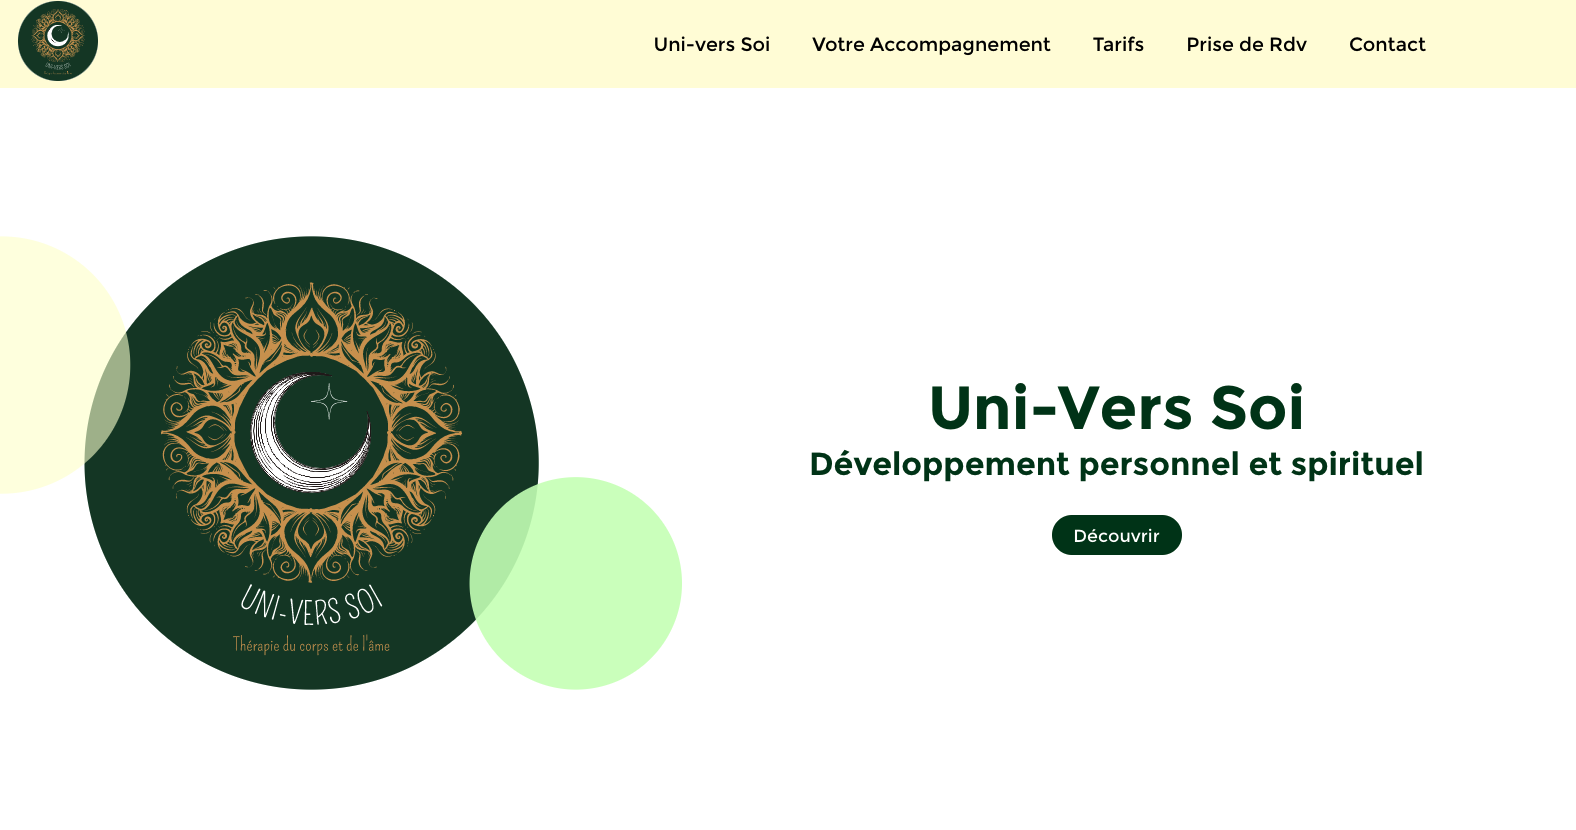 Uni-vers Soi
Votre Accompagnement
Tarifs
Prise de Rdv
Contact
UNI-VERS SOI
Thérapie du corps et de l'âme
Uni-Vers Soi
Développement personnel et spirituel
Découvrir